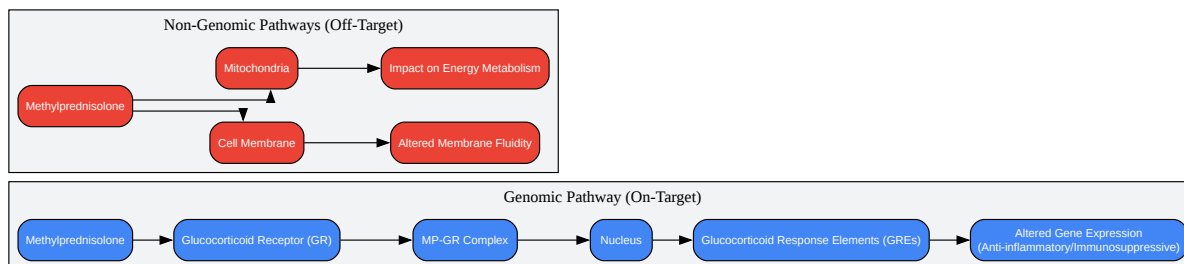 Non-Genomic Pathways (Off-Target)
Mitochondria
Impact on Energy Metabolism
Methylprednisolone
Cell Membrane
Altered Membrane Fluidity
Genomic Pathway (On-Target)
Methylprednisolone
Glucocorticoid Receptor (GR)
MP-GR Complex
Nucleus
Glucocorticoid Response Elements (GREs)
Altered Gene Expression
(Anti-inflammatory/Immunosuppressive)